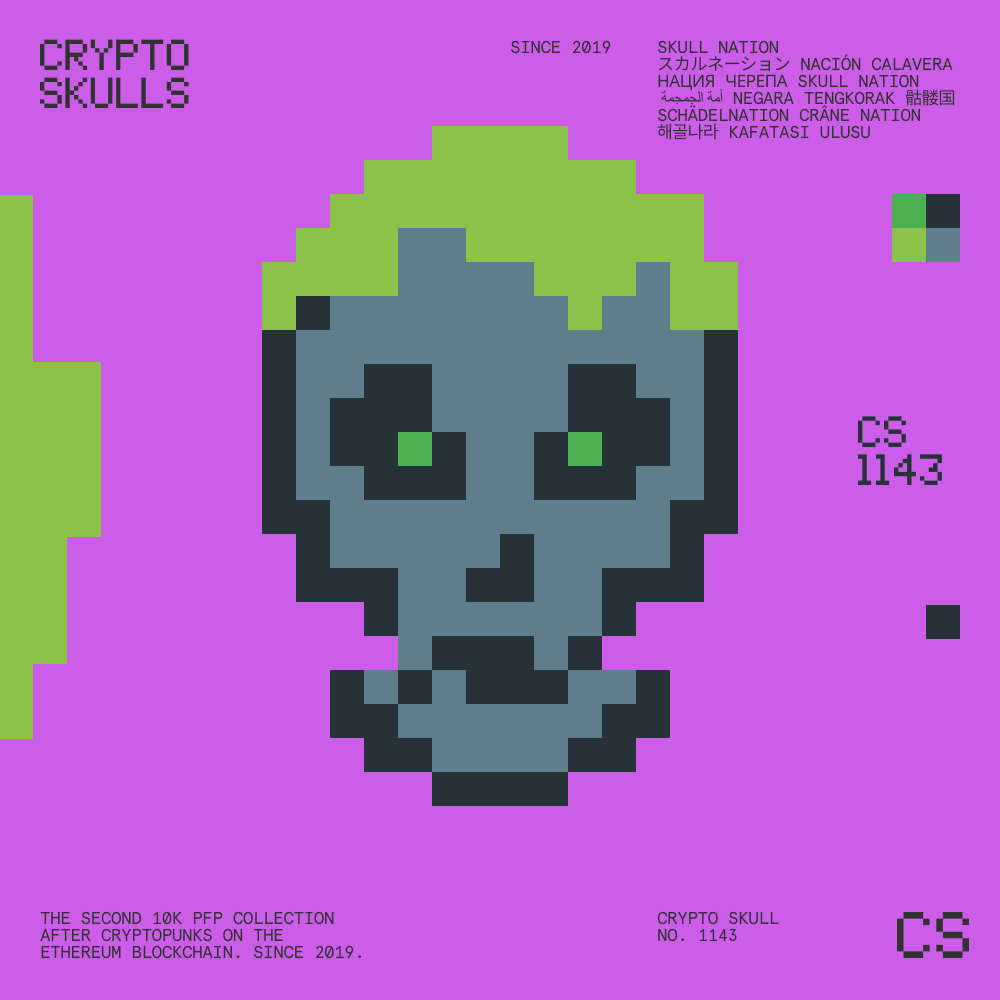 CRYPTO
SKULLS
SINCE 2019
SKULL NATION
スカルネーション NACIÓN CALAVERA
НАЦИЯ ЧЕРЕПА SKULL NATION
أمة الجمجمة NEGARA TENGKORAK 骷髅国
SCHÄDELNATION CRÂNE NATION
해골나라 KAFATASI ULUSU
CS
1143
THE SECOND 10K PFP COLLECTION
AFTER CRYPTOPUNKS ON THE
ETHEREUM BLOCKCHAIN. SINCE 2019.
CRYPTO SKULL
NO. 1143
CS